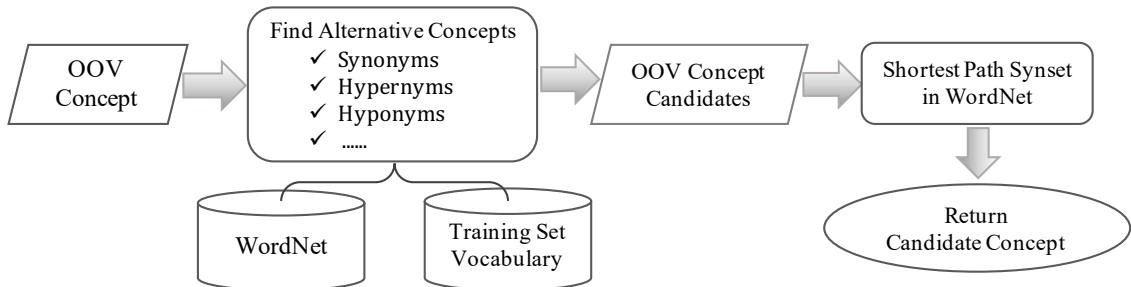 OOV
Concept
Find Alternative Concepts
✓ Synonyms
✓ Hypernyms
✓ Hyponyms
✓ ......
WordNet
Training Set
Vocabulary
OOV Concept
Candidates
Shortest Path Synset
in WordNet
Return
Candidate Concept